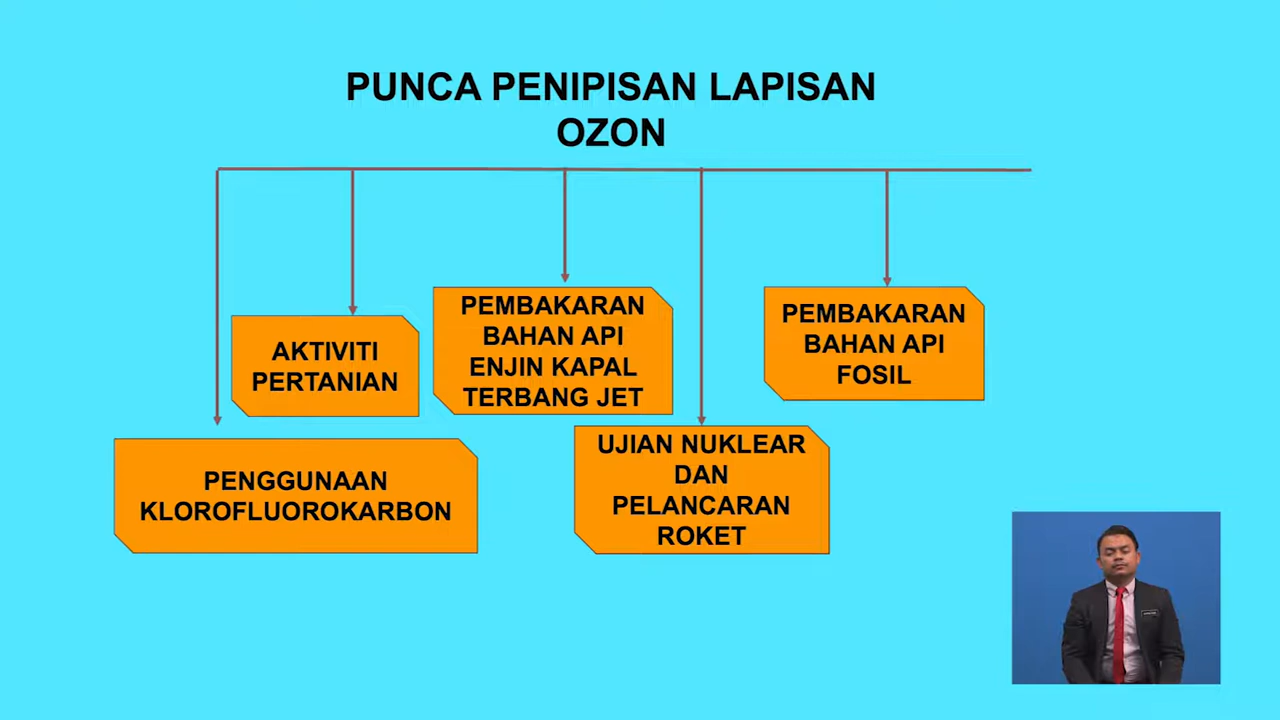 PUNCA PENIPISAN LAPISAN
OZON
PENGGUNAAN
KLOROFLUOROKARBON
AKTIVITI
PERTANIAN
PEMBAKARAN
BAHAN API
ENJIN KAPAL
TERBANG JET
UJIAN NUKLEAR
DAN
PELANCARAN
ROKET
PEMBAKARAN
BAHAN API
FOSIL